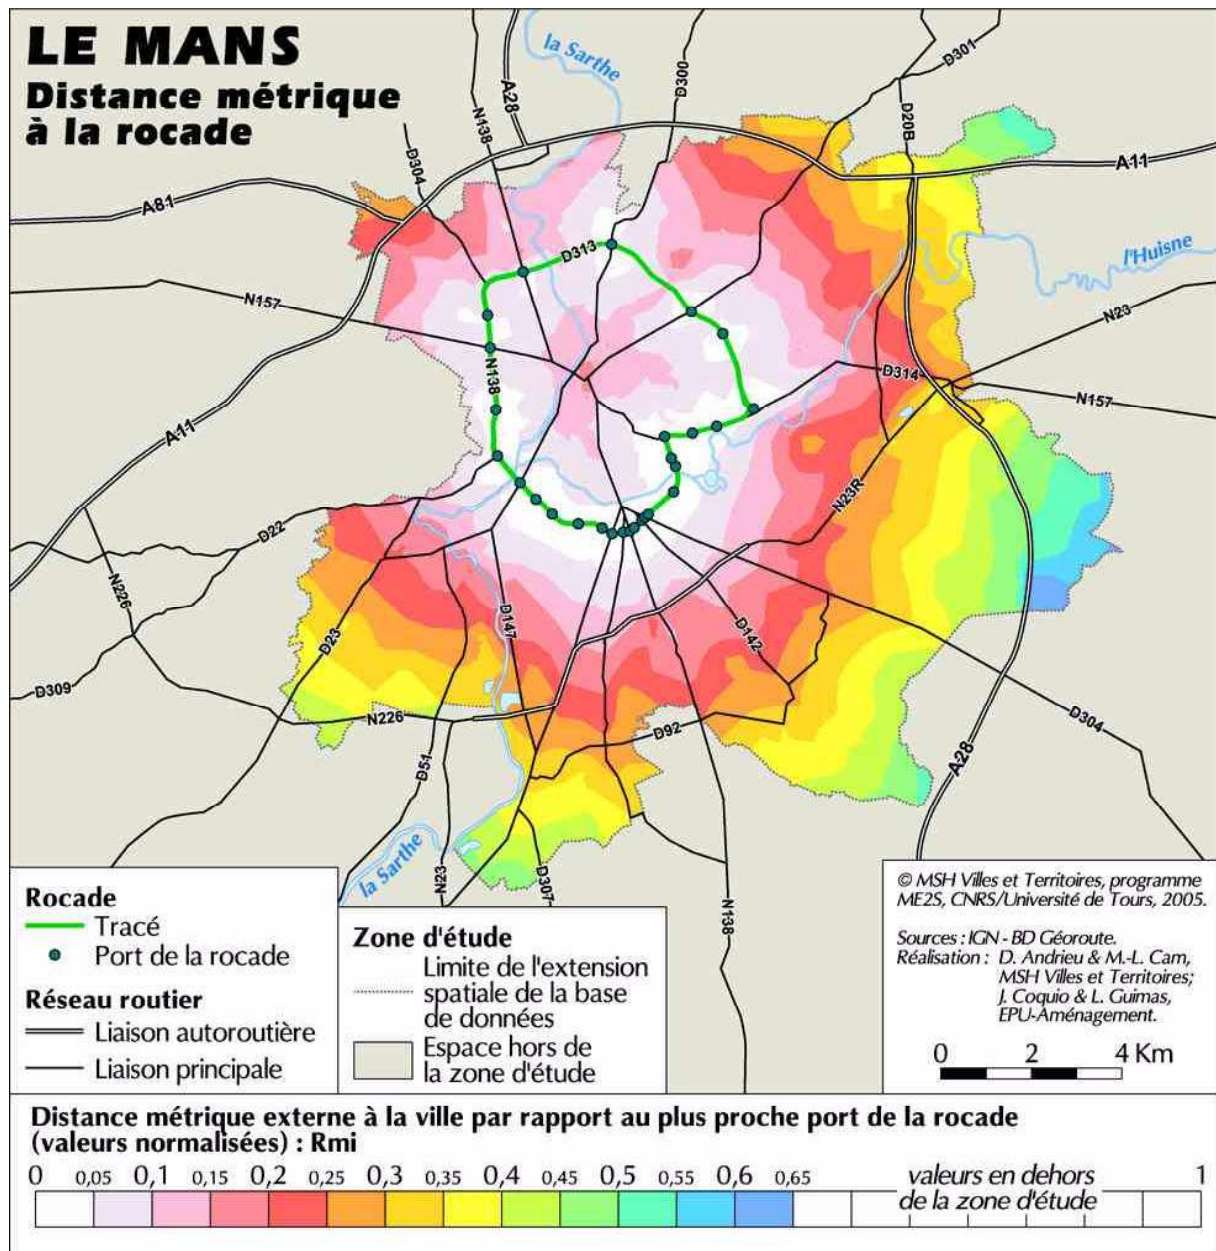 LE MANS
Distance métrique
à la rocade
la Sarthe
D301
D300
A28
N138
D20B
D304
A11
A81
D313
l'Huisne
N157
N23
N138
D314
N157
A11
N23R
D22
N226
D147
D142
D23
D309
N226
D92
D304
D51
A28
la Sarthe
N23
D307
N138
Rocade
Tracé
Port de la rocade
Réseau routier
Liaison autoroutière
Liaison principale
Zone d'étude
Limite de l'extension
spatiale de la base
de données
Espace hors de
la zone d'étude
© MSH Villes et Territoires, programme
ME2S, CNRS/Université de Tours, 2005.
Sources : IGN - BD Géoroute.
Réalisation : D. Andrieu & M.-L. Cam,
MSH Villes et Territoires;
J. Coquio & L. Guimas,
EPU-Aménagement.
0 2 4 Km
Distance métrique externe à la ville par rapport au plus proche port de la rocade
(valeurs normalisées) : Rmi
0 0,05 0,1 0,15 0,2 0,25 0,3 0,35 0,4 0,45 0,5 0,55 0,6 0,65 valeurs en dehors 1
de la zone d'étude